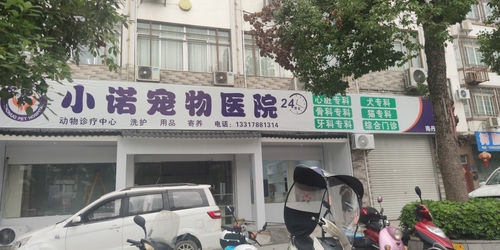 小诺宠物医院
24
动物诊疗中心 洗护 用品 寄养 电话：13317881314
心脏专科 犬专科
骨科专科 猫专科
牙科专科 综合门诊